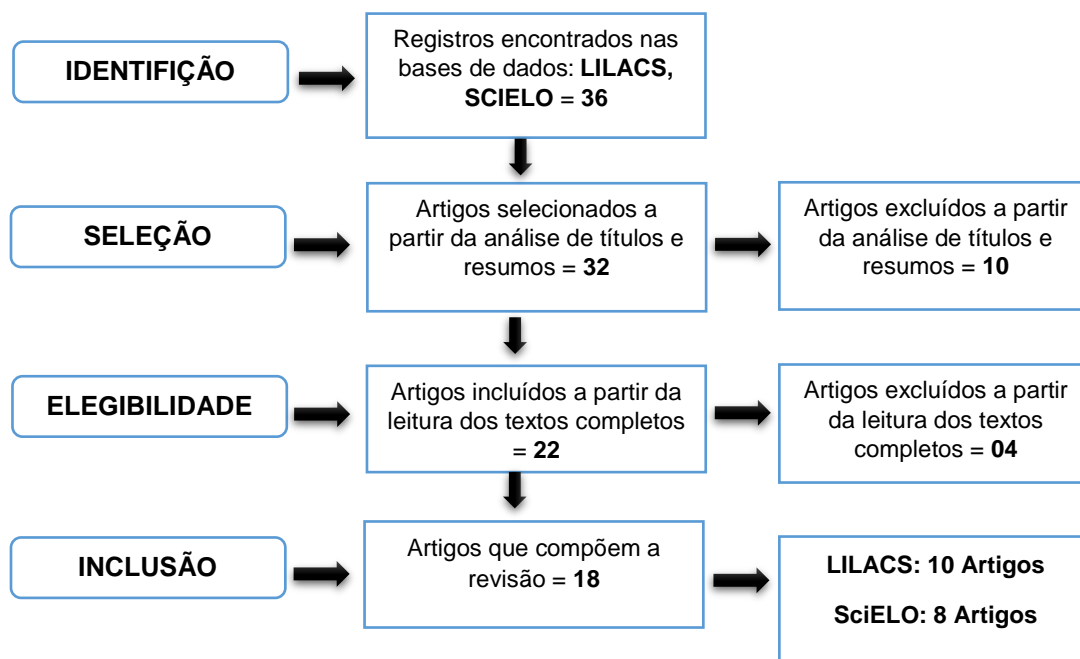 IDENTIFIÇÃO
Registros encontrados nas
bases de dados: LILACS,
SCIELO = 36
SELEÇÃO
Artigos selecionados a
partir da análise de títulos e
resumos = 32
Artigos excluídos a partir
da análise de títulos e
resumos = 10
ELEGIBILIDADE
Artigos incluídos a partir da
leitura dos textos completos
= 22
Artigos excluídos a partir
da leitura dos textos
completos = 04
INCLUSÃO
Artigos que compõem a
revisão = 18
LILACS: 10 Artigos
SciELO: 8 Artigos